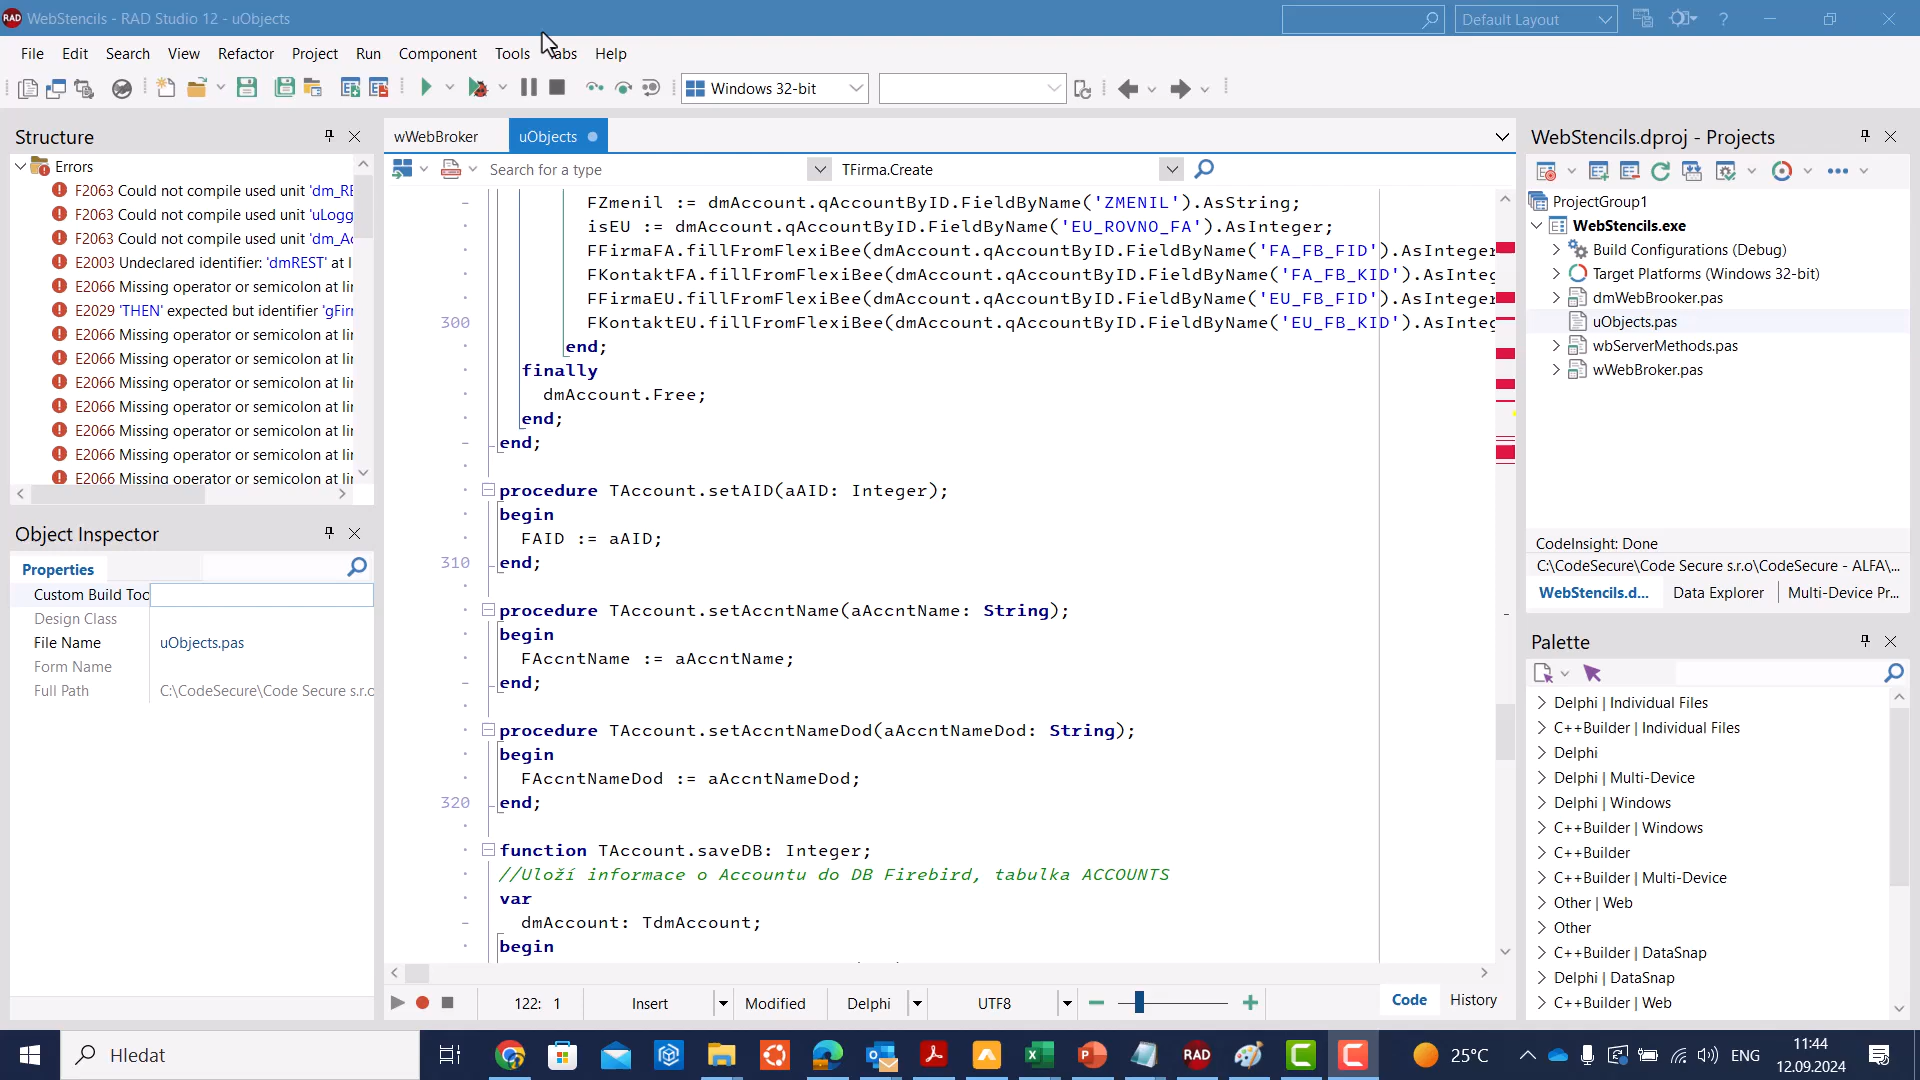 WebStencils - RAD Studio 12 - uObjects
Default Layout
File Edit Search View Refactor Project Run Component Tools Tabs Help
Windows 32-bit
Structure
Errors
F2063 Could not compile used unit 'dm_RE
F2063 Could not compile used unit 'uLogg
F2063 Could not compile used unit 'dm_Ac
E2003 Undeclared identifier: 'dmREST' at l
E2066 Missing operator or semicolon at lir
E2029 'THEN' expected but identifier 'gFirr
E2066 Missing operator or semicolon at lir
E2066 Missing operator or semicolon at lir
E2066 Missing operator or semicolon at lir
E2066 Missing operator or semicolon at lir
E2066 Missing operator or semicolon at lir
E2066 Missing operator or semicolon at lir
E2066 Missing operator or semicolon at lir
Object Inspector
Properties
Custom Build Too
Design Class
File Name uObjects.pas
Form Name
Full Path C:\CodeSecure\Code Secure s.r.o
wWebBroker uObjects
Search for a type TFirma.Create
FZmenil := dmAccount.qAccountByID.FieldByName('ZMENIL').AsString;
isEU := dmAccount.qAccountByID.FieldByName('EU_ROVNO_FA').AsInteger;
FFirmaFA.fillFromFlexiBee(dmAccount.qAccountByID.FieldByName('FA_FB_FID').AsInteger
FKontaktFA.fillFromFlexiBee(dmAccount.qAccountByID.FieldByName('FA_FB_KID').AsInteg
FFirmaEU.fillFromFlexiBee(dmAccount.qAccountByID.FieldByName('EU_FB_FID').AsInteger
300 FKontaktEU.fillFromFlexiBee(dmAccount.qAccountByID.FieldByName('EU_FB_KID').AsInteg
end;
finally
dmAccount.Free;
end;
end;
procedure TAccount.setAID(aAID: Integer);
begin
FAID := aAID;
310 end;
procedure TAccount.setAccntName(aAccntName: String);
begin
FAccntName := aAccntName;
end;
procedure TAccount.setAccntNameDod(aAccntNameDod: String);
begin
FAccntNameDod := aAccntNameDod;
320 end;
function TAccount.saveDB: Integer;
//Uloží informace o Accountu do DB Firebird, tabulka ACCOUNTS
var
dmAccount: TdmAccount;
begin
122: 1 Insert Modified Delphi UTF8 Code History
WebStencils.dproj - Projects
ProjectGroup1
WebStencils.exe
Build Configurations (Debug)
Target Platforms (Windows 32-bit)
dmWebBrooker.pas
uObjects.pas
wbServerMethods.pas
wWebBroker.pas
CodeInsight: Done
C:\CodeSecure\Code Secure s.r.o\CodeSecure - ALFA\...
WebStencils.d... Data Explorer Multi-Device Pr...
Palette
Delphi | Individual Files
C++Builder | Individual Files
Delphi
Delphi | Multi-Device
Delphi | Windows
C++Builder | Windows
C++Builder
C++Builder | Multi-Device
Other | Web
Other
C++Builder | DataSnap
Delphi | DataSnap
C++Builder | Web
Hledat
RAD
25°C
ENG
11:44
12.09.2024